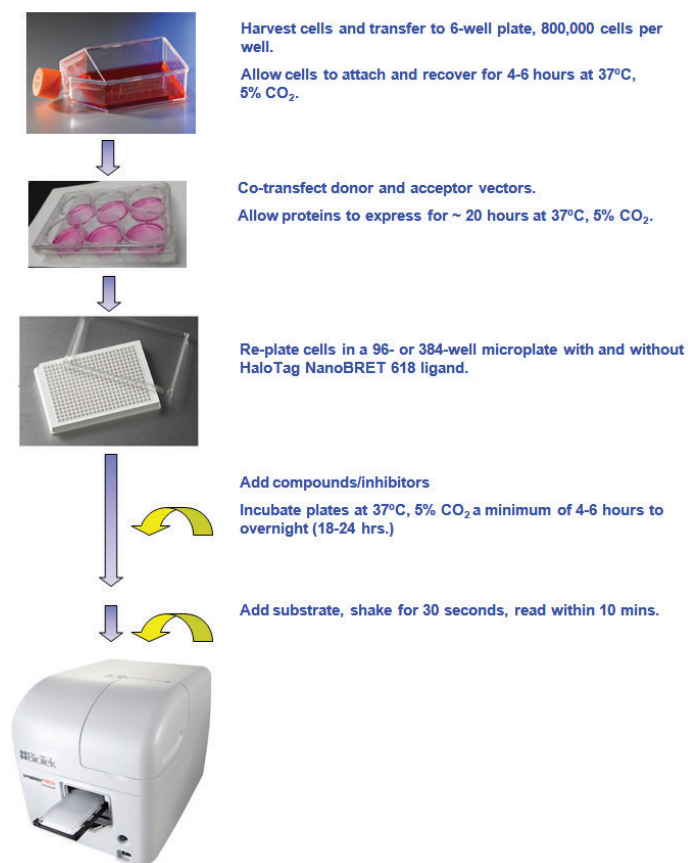 Harvest cells and transfer to 6-well plate, 800,000 cells per
well.
Allow cells to attach and recover for 4-6 hours at 37ºC,
5% CO₂.
Co-transfect donor and acceptor vectors.
Allow proteins to express for ~ 20 hours at 37ºC, 5% CO₂.
Re-plate cells in a 96- or 384-well microplate with and without
HaloTag NanoBRET 618 ligand.
Add compounds/inhibitors
Incubate plates at 37ºC, 5% CO₂ a minimum of 4-6 hours to
overnight (18-24 hrs.)
Add substrate, shake for 30 seconds, read within 10 mins.
BioTek